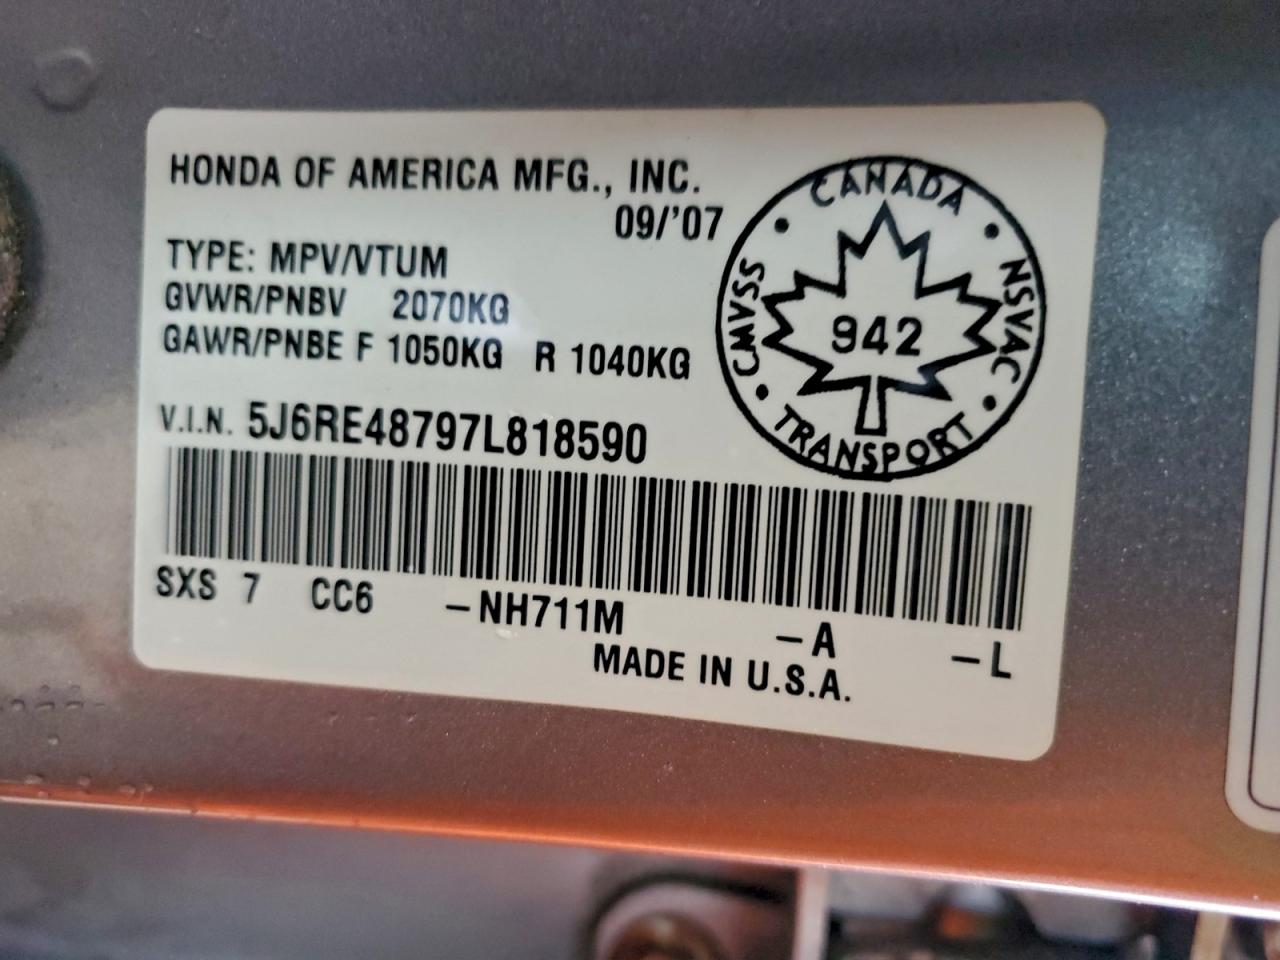 HONDA OF AMERICA MFG., INC.
09/'07
TYPE: MPV/VTUM
GVWR/PNBV 2070KG
GAWR/PNBE F 1050KG R 1040KG
V.I.N. 5J6RE48797L818590
SXS 7 CC6 -NH711M -A -L
MADE IN U.S.A.
CANADA
CMVSS
NSVAC
942
TRANSPORT